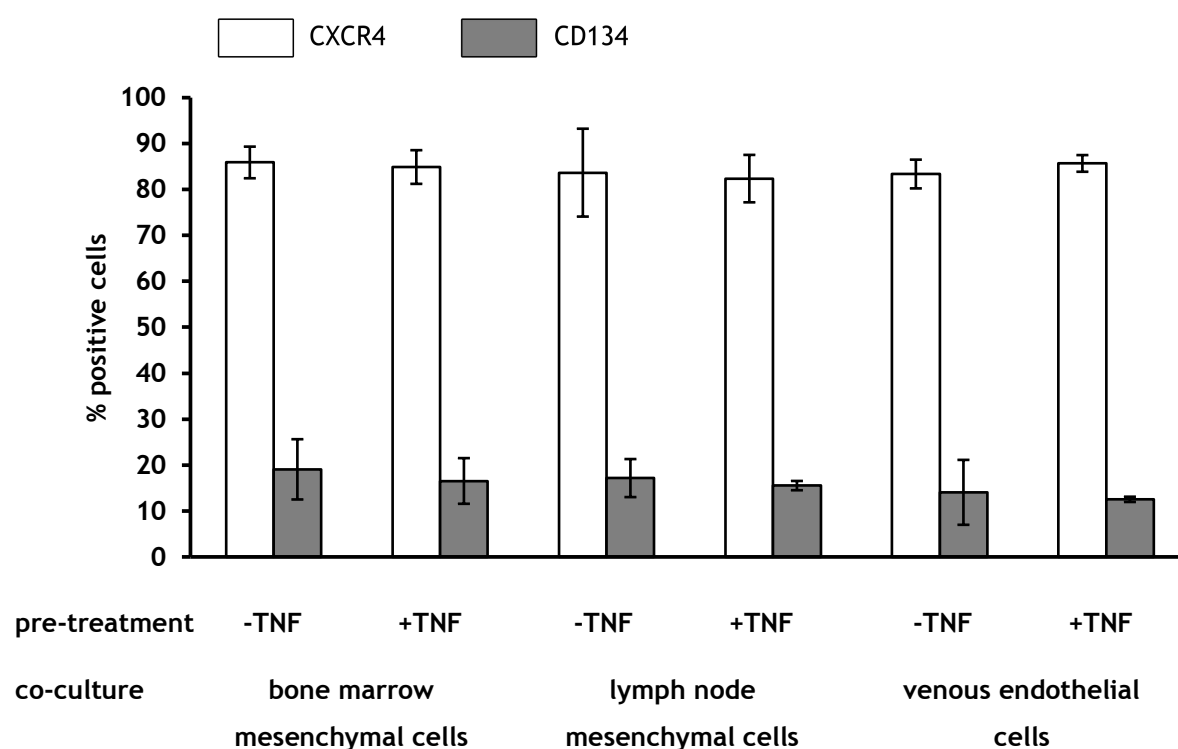 CXCR4 CD134
100
90
80
70
60
50
40
30
20
10
0
% positive cells
pre-treatment -TNF +TNF -TNF +TNF -TNF +TNF
co-culture bone marrow lymph node venous endothelial
mesenchymal cells mesenchymal cells cells